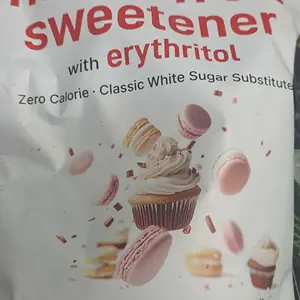 sweetener
with erythritol
Zero Calorie · Classic White Sugar Substitute